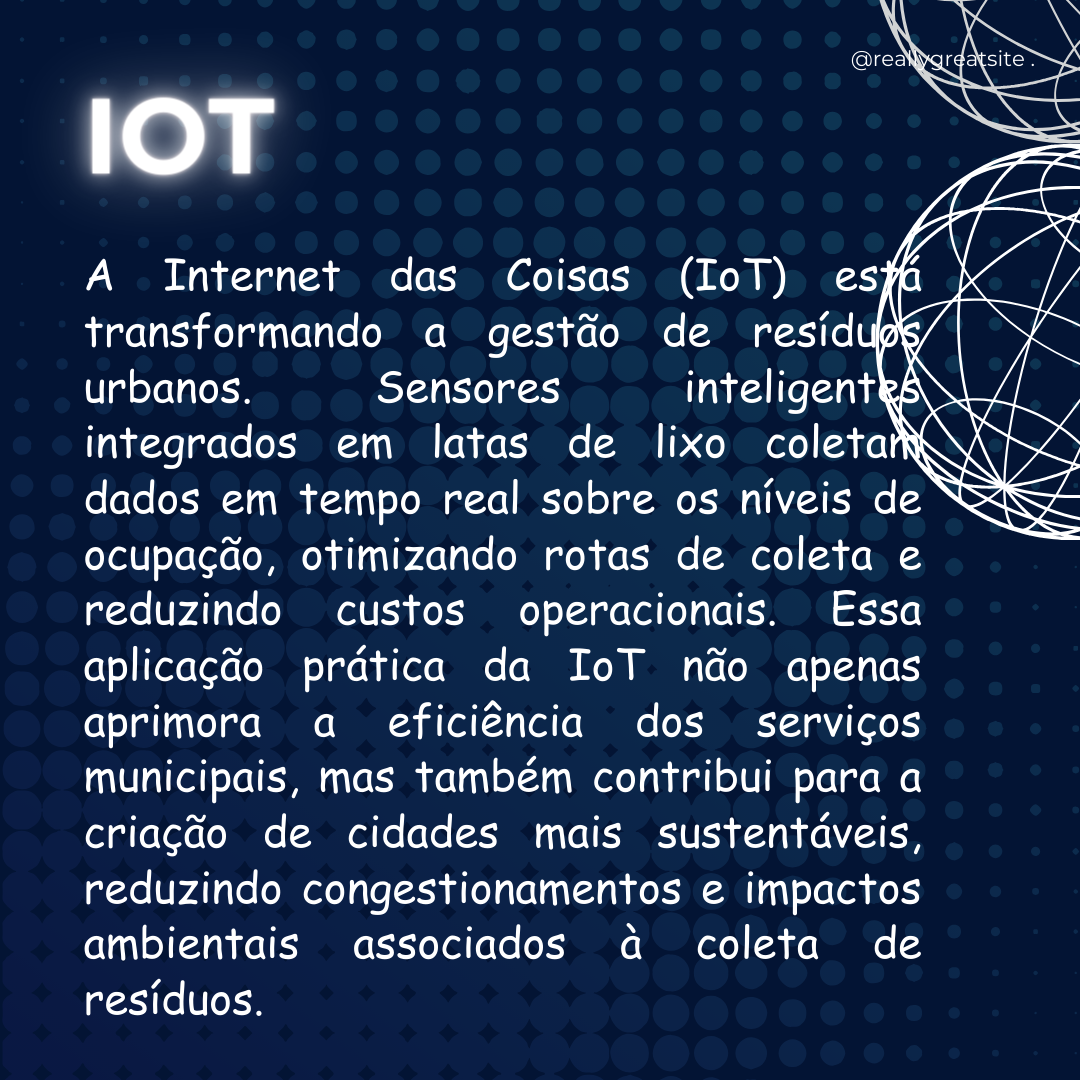 @reallygreatsite .
IOT
A Internet das Coisas (IoT) está
transformando a gestão de resíduos
urbanos. Sensores inteligentes
integrados em latas de lixo coletam
dados em tempo real sobre os níveis de
ocupação, otimizando rotas de coleta e
reduzindo custos operacionais. Essa
aplicação prática da IoT não apenas
aprimora a eficiência dos serviços
municipais, mas também contribui para a
criação de cidades mais sustentáveis,
reduzindo congestionamentos e impactos
ambientais associados à coleta de
resíduos.